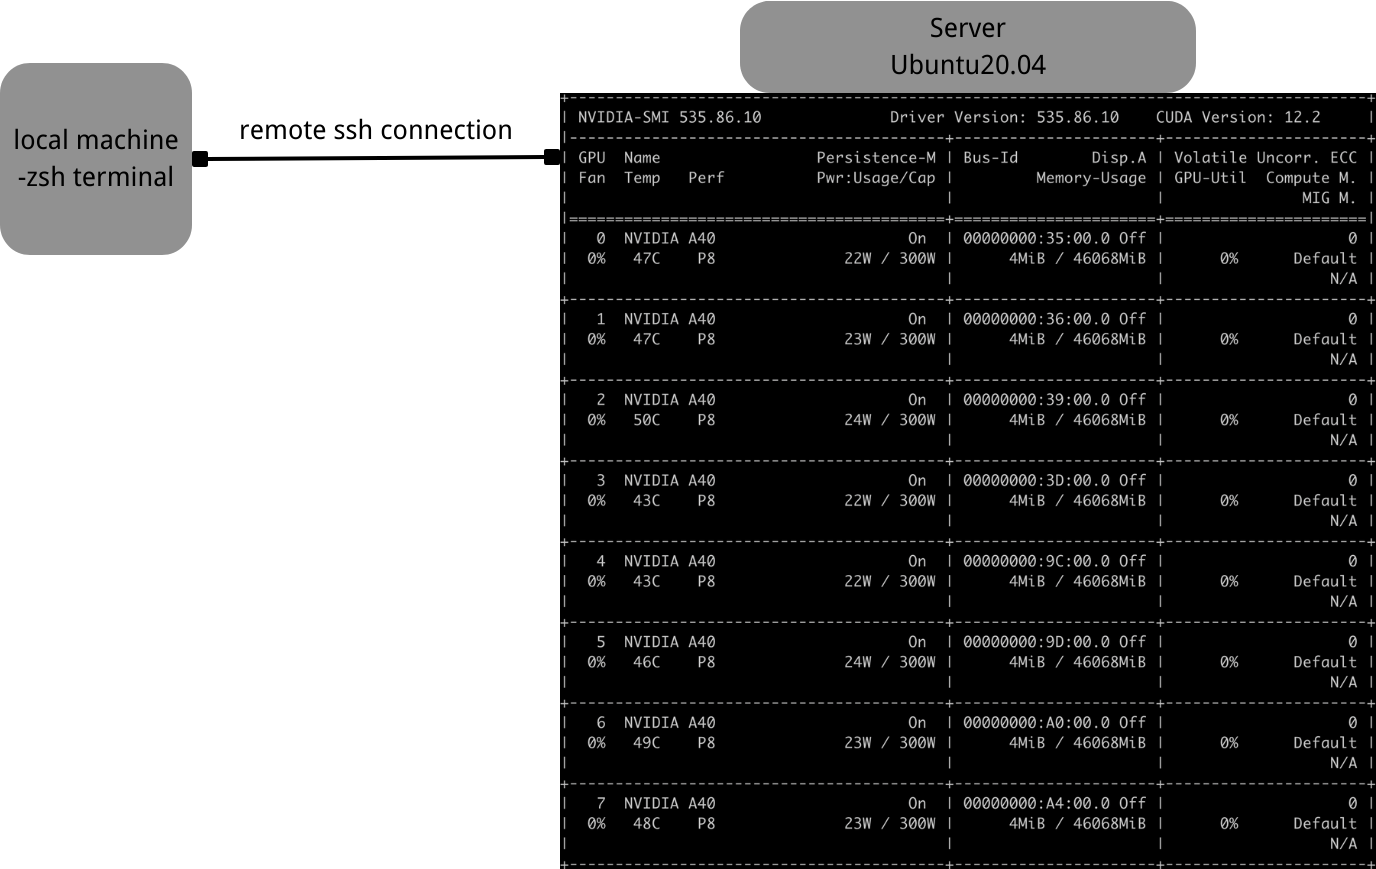 Server
Ubuntu20.04
local machine
-zsh terminal
remote ssh connection
NVIDIA-SMI 535.86.10 Driver Version: 535.86.10 CUDA Version: 12.2
GPU Name Persistence-M | Bus-Id Disp.A | Volatile Uncorr. ECC
Fan Temp Perf Pwr:Usage/Cap | Memory-Usage | GPU-Util Compute M.
MIG M.
0 NVIDIA A40 On | 00000000:35:00.0 Off | 0
0% 47C P8 22W / 300W | 4MiB / 46068MiB | 0% Default
N/A
1 NVIDIA A40 On | 00000000:36:00.0 Off | 0
0% 47C P8 23W / 300W | 4MiB / 46068MiB | 0% Default
N/A
2 NVIDIA A40 On | 00000000:39:00.0 Off | 0
0% 50C P8 24W / 300W | 4MiB / 46068MiB | 0% Default
N/A
3 NVIDIA A40 On | 00000000:3D:00.0 Off | 0
0% 43C P8 22W / 300W | 4MiB / 46068MiB | 0% Default
N/A
4 NVIDIA A40 On | 00000000:9C:00.0 Off | 0
0% 43C P8 22W / 300W | 4MiB / 46068MiB | 0% Default
N/A
5 NVIDIA A40 On | 00000000:9D:00.0 Off | 0
0% 46C P8 24W / 300W | 4MiB / 46068MiB | 0% Default
N/A
6 NVIDIA A40 On | 00000000:A0:00.0 Off | 0
0% 49C P8 23W / 300W | 4MiB / 46068MiB | 0% Default
N/A
7 NVIDIA A40 On | 00000000:A4:00.0 Off | 0
0% 48C P8 23W / 300W | 4MiB / 46068MiB | 0% Default
N/A